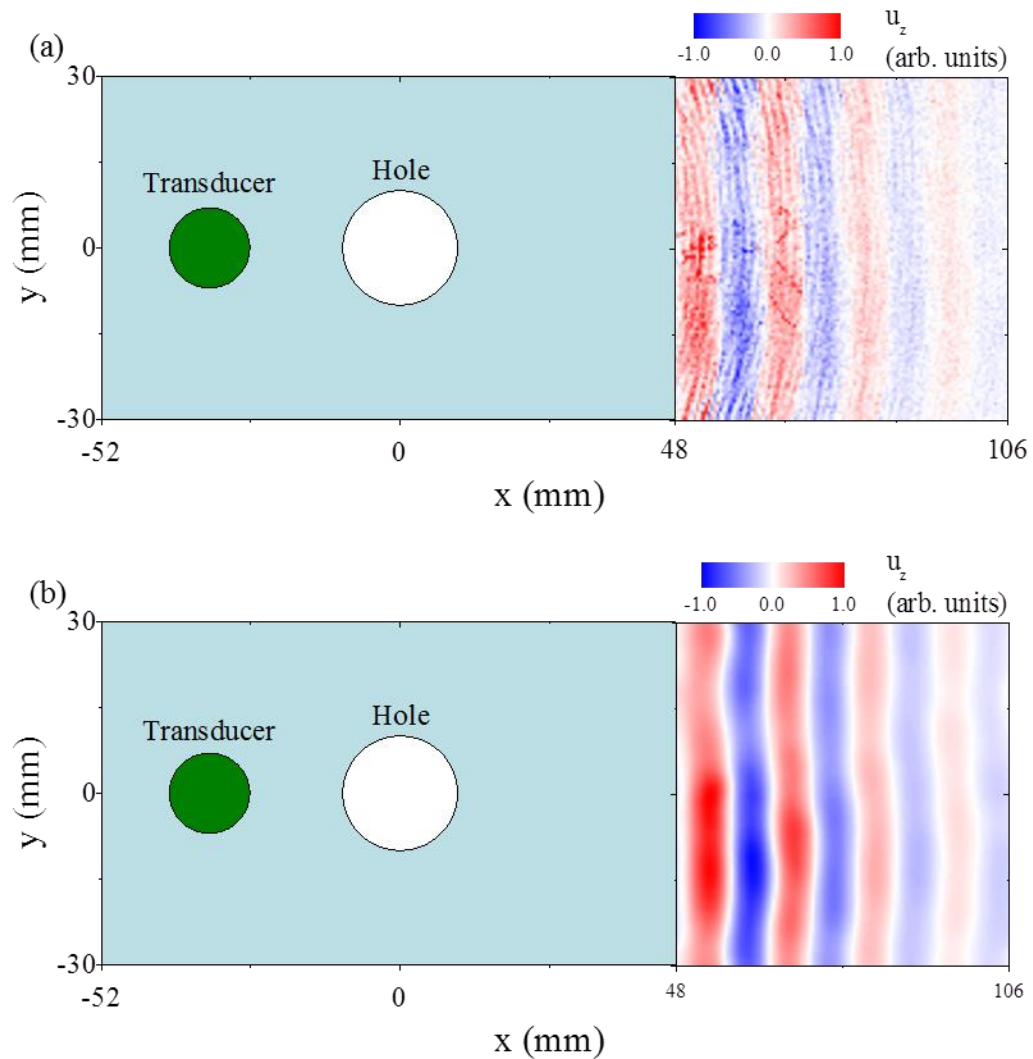 (a)
u_z
-1.0 0.0 1.0
(arb. units)
30
Transducer
Hole
y (mm)
0
-30
-52 0 48 106
x (mm)
(b)
u_z
-1.0 0.0 1.0
(arb. units)
30
Transducer
Hole
y (mm)
0
-30
-52 0 48 106
x (mm)